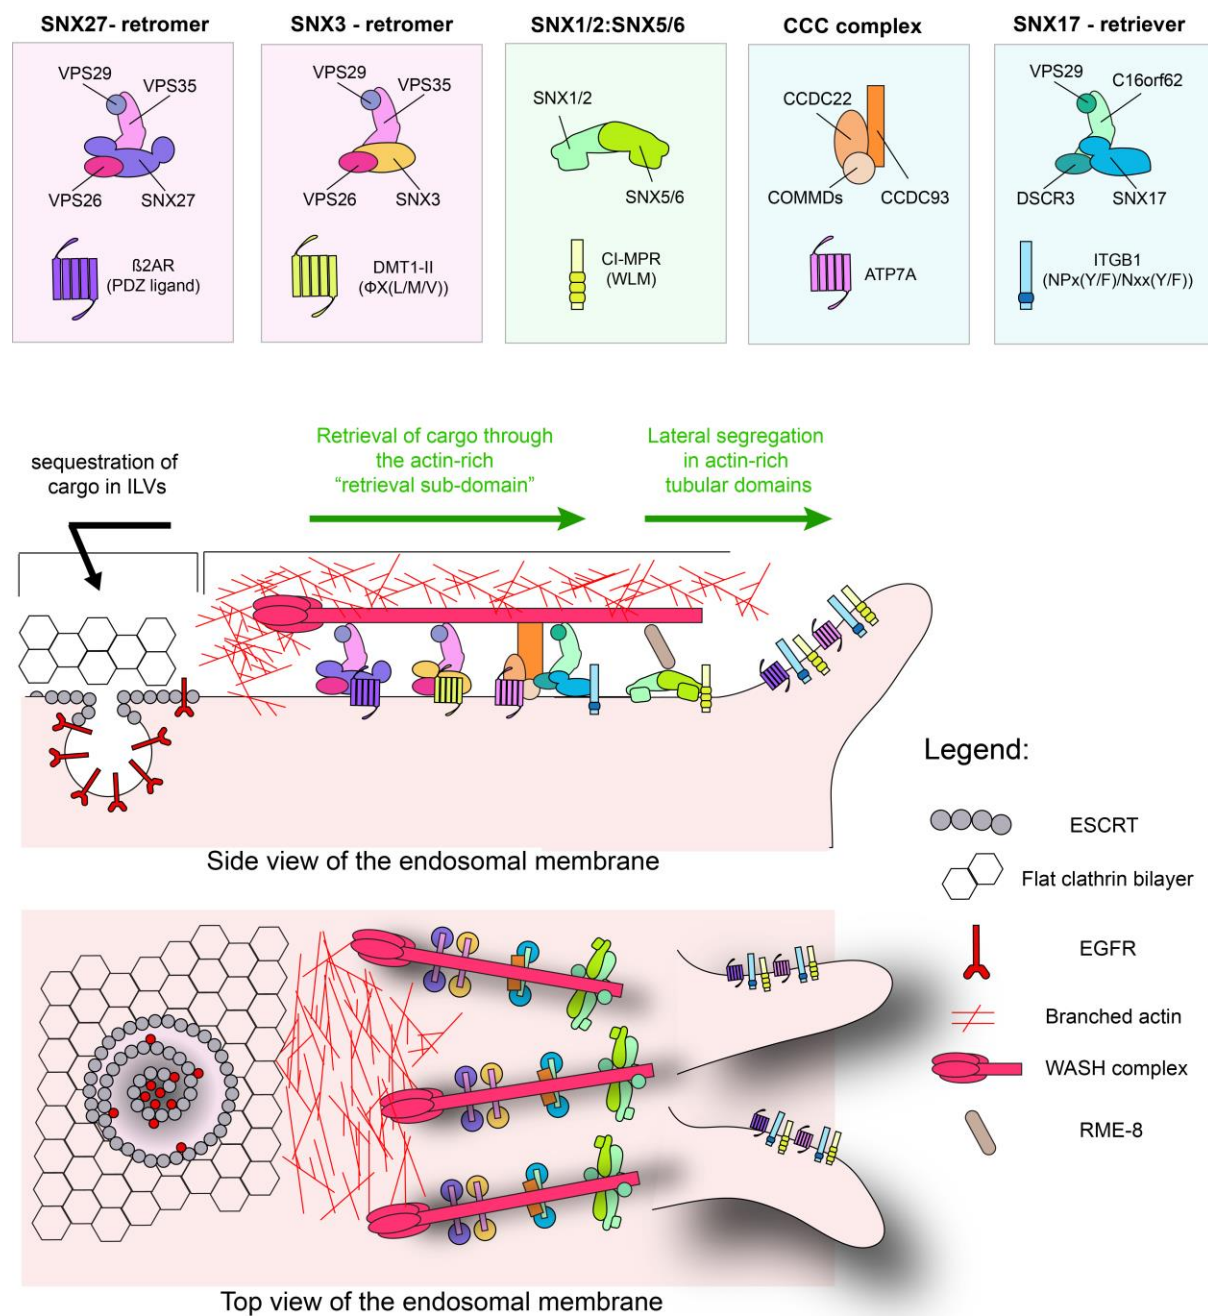 SNX27- retromer
SNX3 - retromer
SNX1/2:SNX5/6
CCC complex
SNX17 - retriever
VPS29
VPS35
VPS26
SNX27
ß2AR
(PDZ ligand)
VPS29
VPS35
VPS26
SNX3
DMT1-II
(ΦX(L/M/V))
SNX1/2
SNX5/6
CI-MPR
(WLM)
CCDC22
COMMDs
CCDC93
ATP7A
VPS29
C16orf62
DSCR3
SNX17
ITGB1
(NPx(Y/F)/Nxx(Y/F))
sequestration of
cargo in ILVs
Retrieval of cargo through
the actin-rich
“retrieval sub-domain”
Lateral segregation
in actin-rich
tubular domains
Side view of the endosomal membrane
Legend:
ESCRT
Flat clathrin bilayer
EGFR
Branched actin
WASH complex
RME-8
Top view of the endosomal membrane